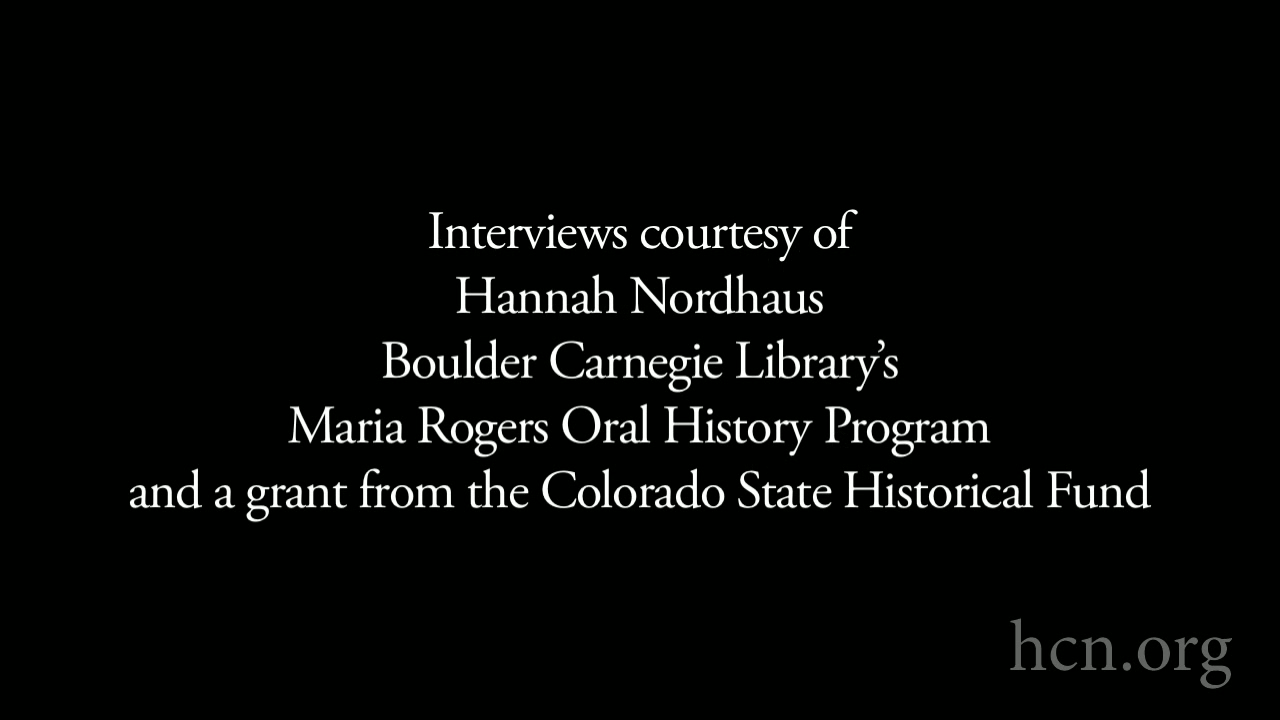 Interviews courtesy of
Hannah Nordhaus
Boulder Carnegie Library’s
Maria Rogers Oral History Program
and a grant from the Colorado State Historical Fund
hcn.org